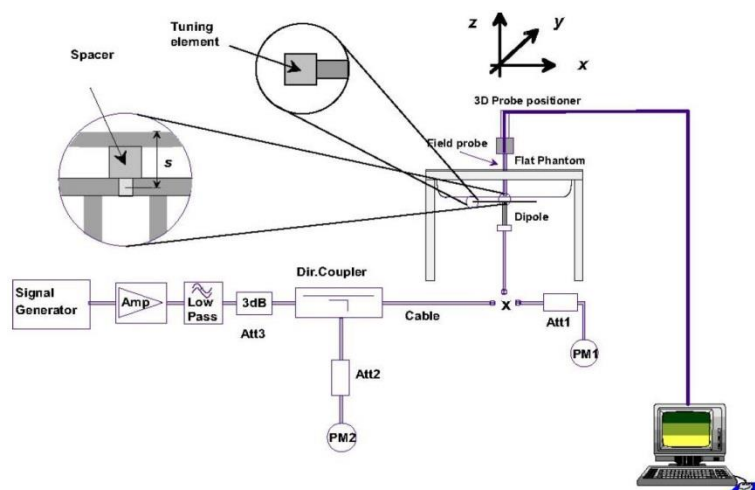 Tuning
element
Spacer
s
z
y
x
3D Probe positioner
Field probe
Flat Phantom
Dipole
Signal
Generator
Amp
Low
Pass
3dB
Att3
Dir.Coupler
Cable
x
Att1
PM1
Att2
PM2